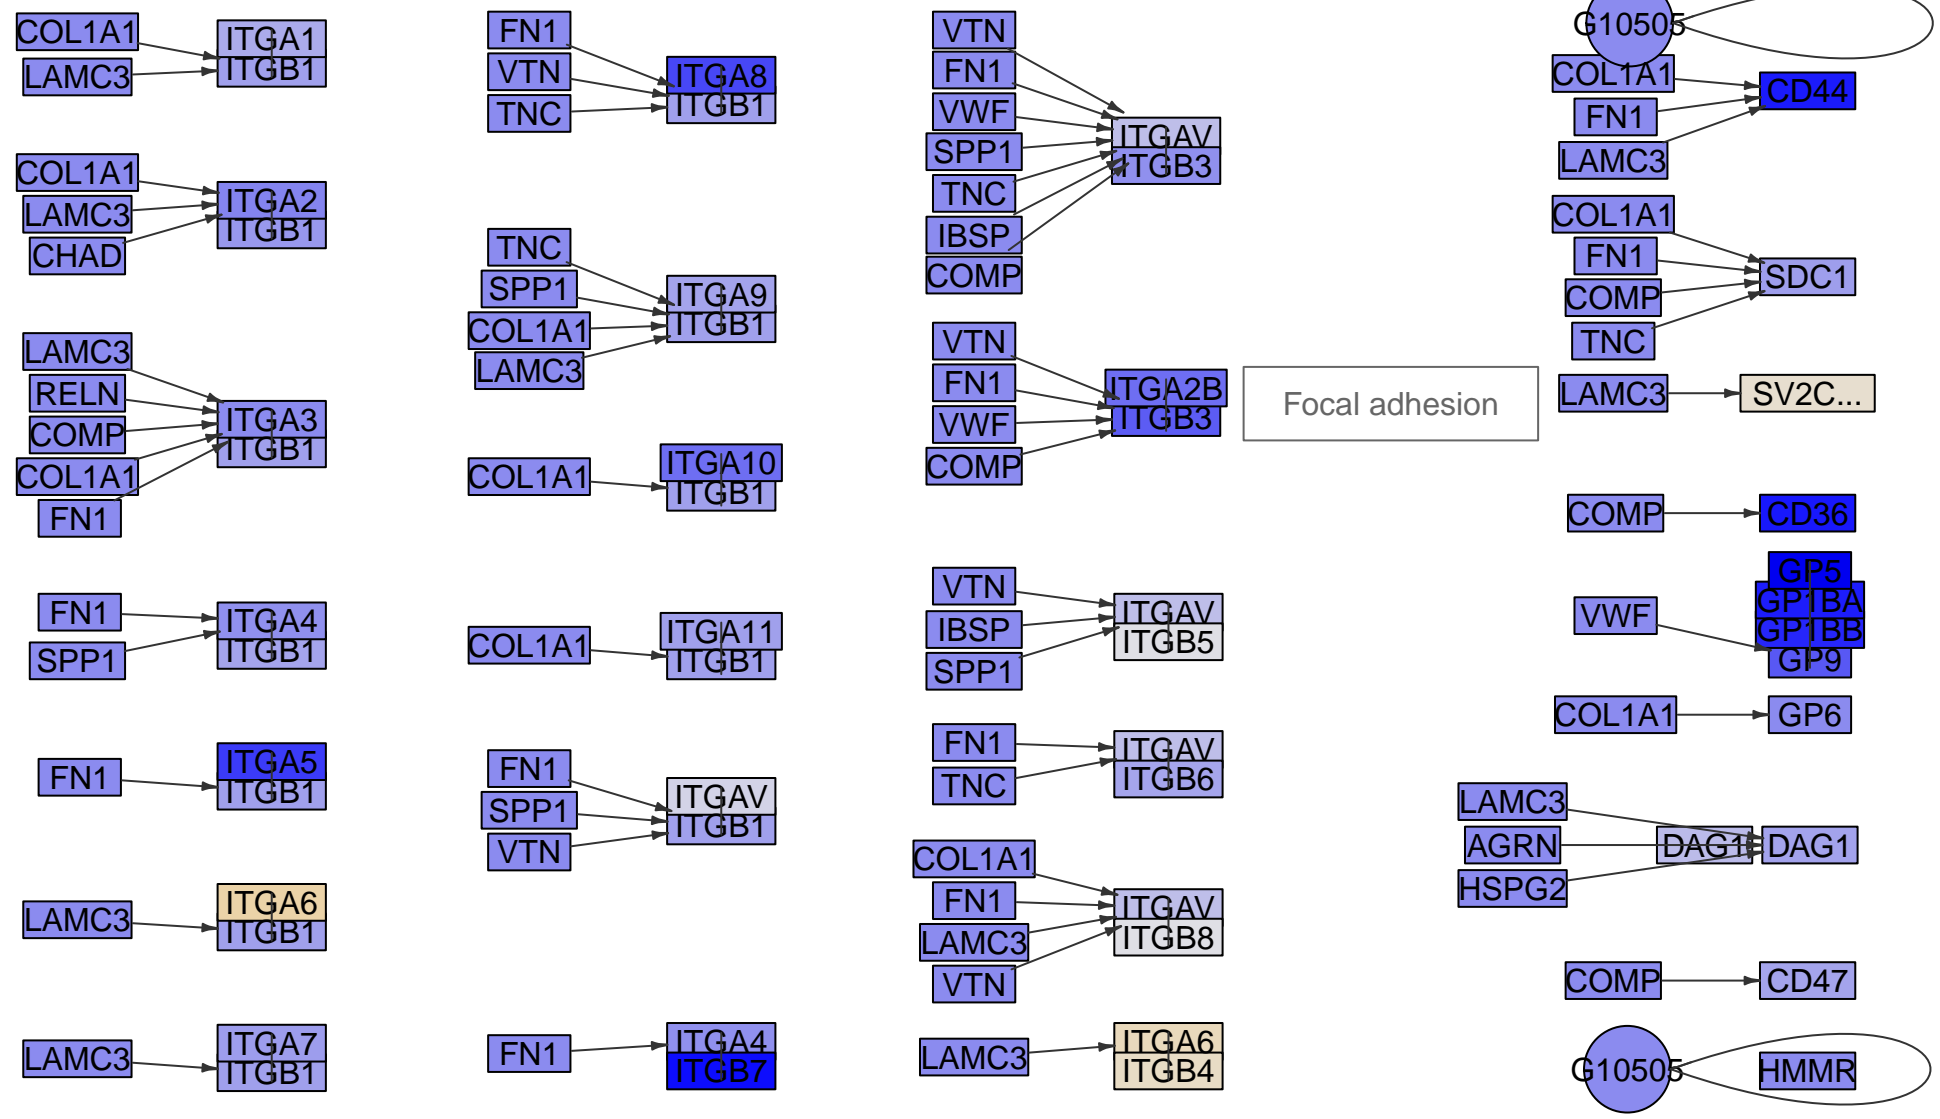 COL1A1
LAMC3
ITGA1
ITGB1
COL1A1
LAMC3
CHAD
ITGA2
ITGB1
LAMC3
RELN
COMP
COL1A1
FN1
ITGA3
ITGB1
FN1
SPP1
ITGA4
ITGB1
FN1
ITGA5
ITGB1
LAMC3
ITGA6
ITGB1
LAMC3
ITGA7
ITGB1
FN1
VTN
TNC
ITGA8
ITGB1
TNC
SPP1
COL1A1
LAMC3
ITGA9
ITGB1
COL1A1
ITGA10
ITGB1
COL1A1
ITGA11
ITGB1
FN1
SPP1
VTN
ITGAV
ITGB1
FN1
ITGA4
ITGB7
VTN
FN1
VWF
SPP1
TNC
IBSP
COMP
ITGAV
ITGB3
VTN
FN1
VWF
COMP
ITGA2B
ITGB3
Focal adhesion
VTN
IBSP
SPP1
ITGAV
ITGB5
FN1
TNC
ITGAV
ITGB6
COL1A1
FN1
LAMC3
VTN
ITGAV
ITGB8
LAMC3
ITGA6
ITGB4
G10505
COL1A1
FN1
LAMC3
CD44
COL1A1
FN1
COMP
TNC
SDC1
LAMC3
SV2C...
COMP
CD36
VWF
GP5
GP1BA
GP1BB
GP9
COL1A1
GP6
LAMC3
AGRN
HSPG2
DAG1
DAG1
COMP
CD47
G10505
HMMR